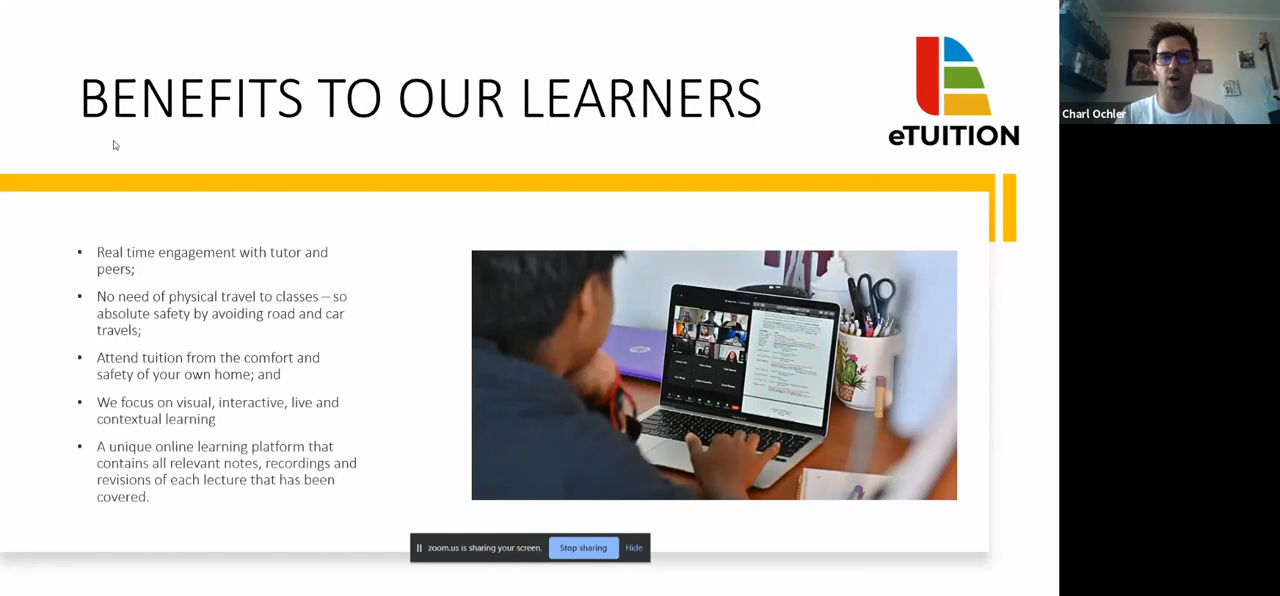 BENEFITS TO OUR LEARNERS
eTUITION
Charl Ochler
• Real time engagement with tutor and
peers;
• No need of physical travel to classes – so
absolute safety by avoiding road and car
travels;
• Attend tuition from the comfort and
safety of your own home; and
• We focus on visual, interactive, live and
contextual learning
• A unique online learning platform that
contains all relevant notes, recordings and
revisions of each lecture that has been
covered.
zoom.us is sharing your screen.
Stop sharing
Hide